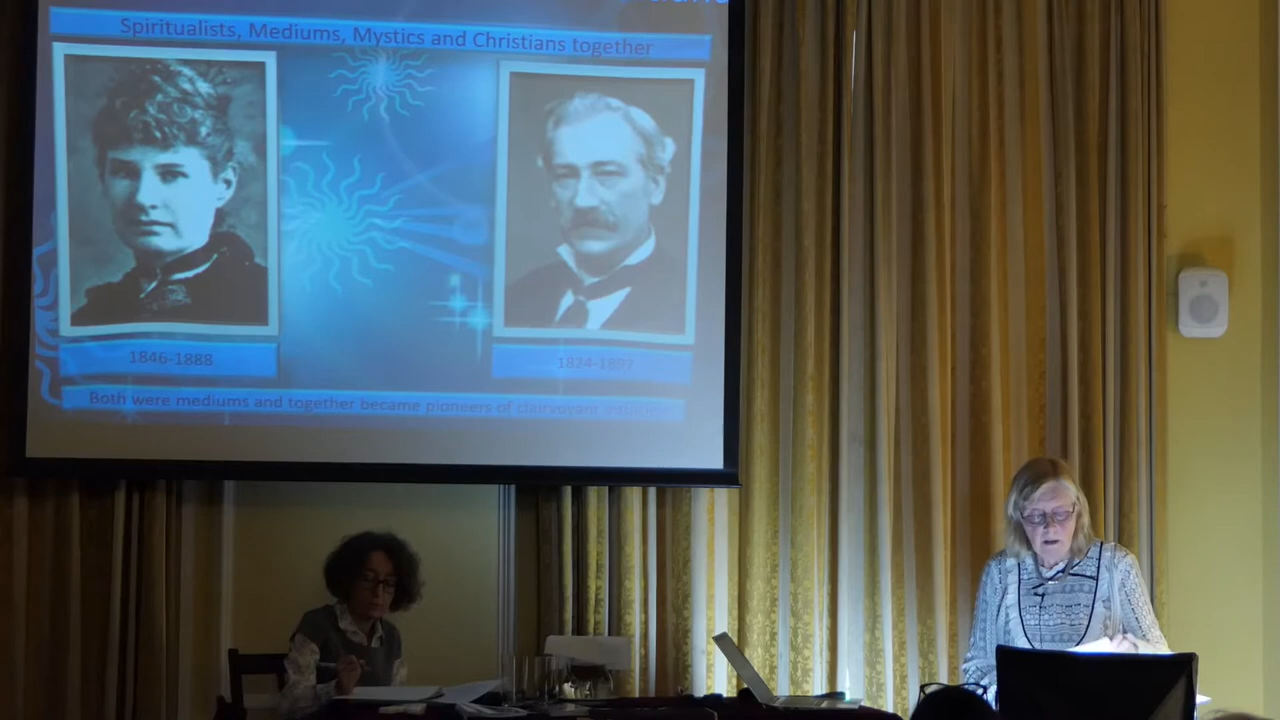 Spiritualists, Mediums, Mystics and Christians together
1846-1888
1824-1897
Both were mediums and together became pioneers of clairvoyant